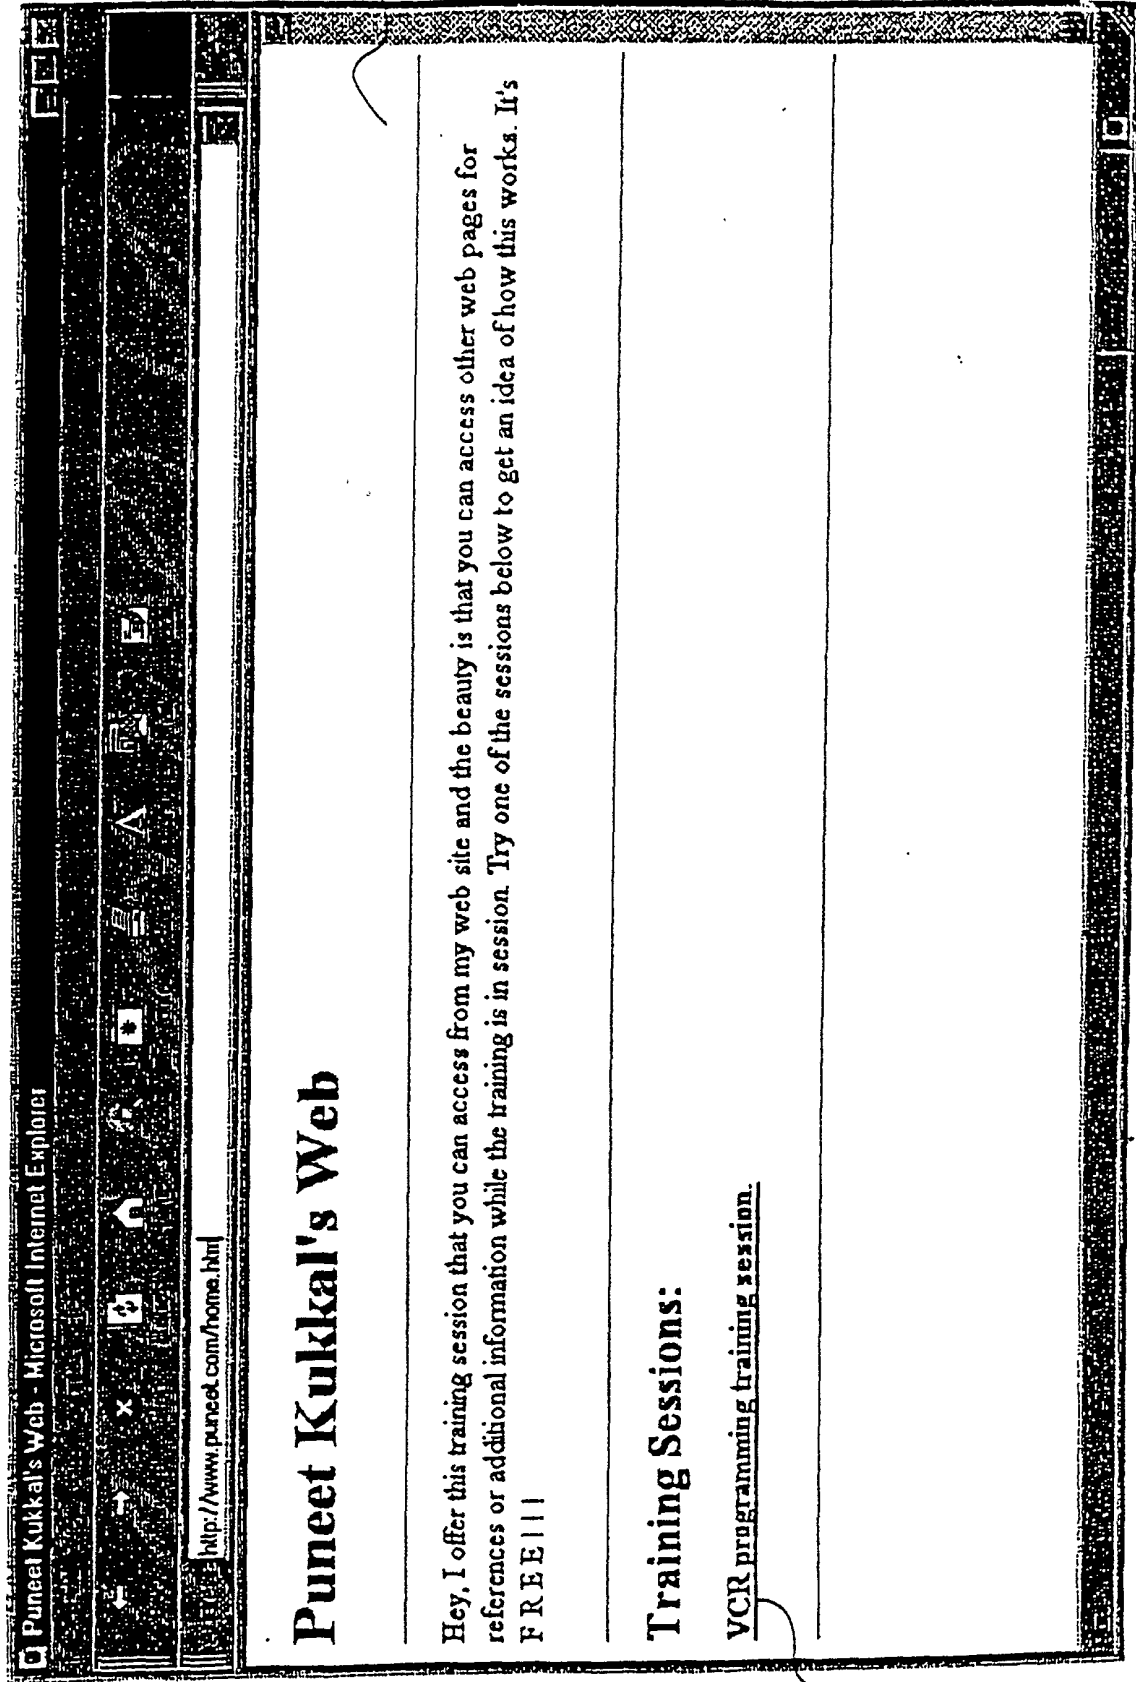 Puneet Kukkal's Web - Microsoft Internet Explorer
http://www.puneet.com/home.htm
Puneet Kukkal's Web
Hey, I offer this training session that you can access from my web site and the beauty is that you can access other web pages for
references or additional information while the training is in session. Try one of the sessions below to get an idea of how this works. It's
F R E E ! ! !
Training Sessions:
VCR programming training session.